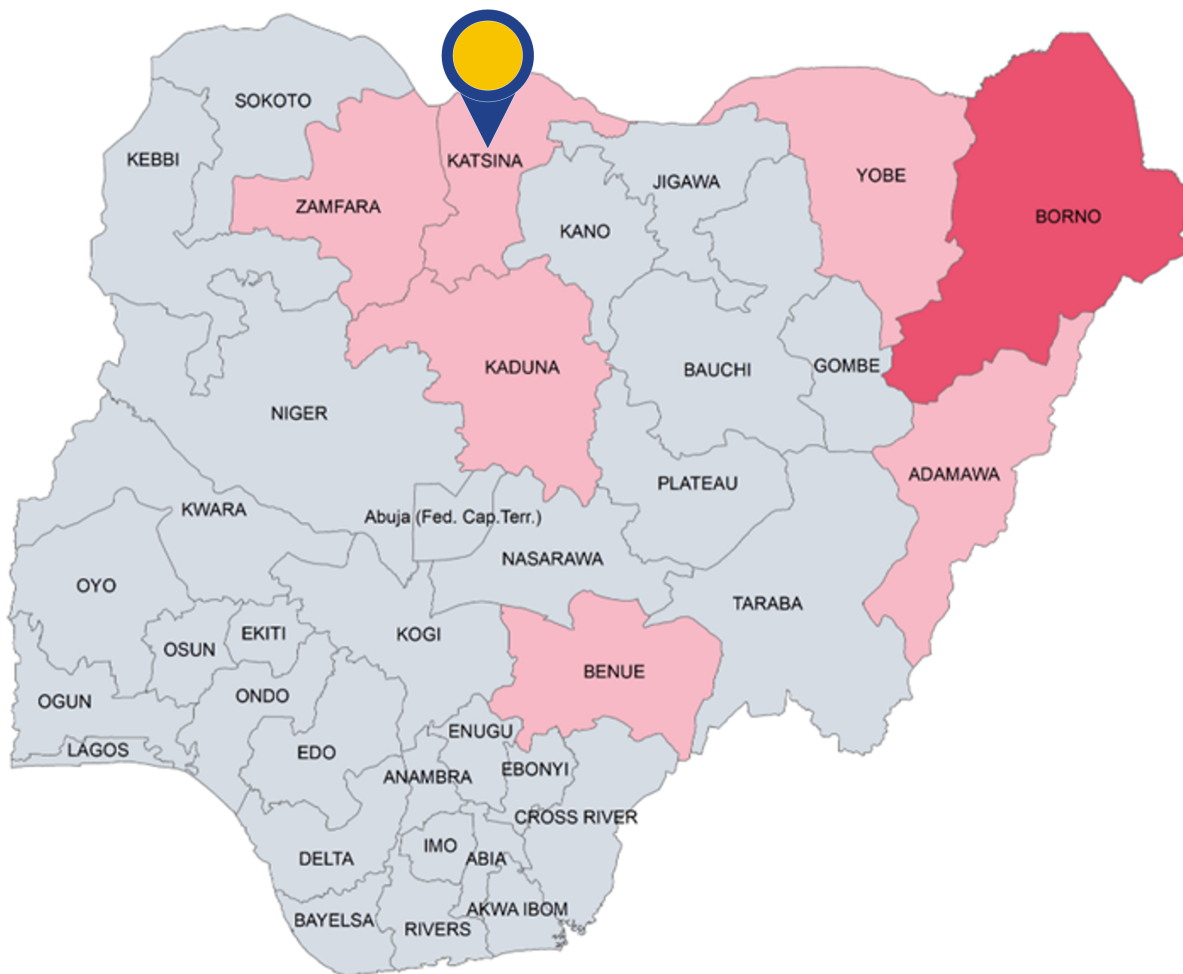 SOKOTO
KEBBI
KATSINA
ZAMFARA
JIGAWA
YOBE
BORNO
KANO
KADUNA
BAUCHI
GOMBE
NIGER
ADAMAWA
PLATEAU
KWARA
Abuja (Fed. Cap.Terr.)
NASARAWA
OYO
TARABA
OSUN
EKITI
KOGI
BENUE
OGUN
ONDO
ENUGU
LAGOS
EDO
ANAMBRA
EBONYI
CROSS RIVER
DELTA
IMO
ABIA
BAYELSA
RIVERS
AKWA IBOM